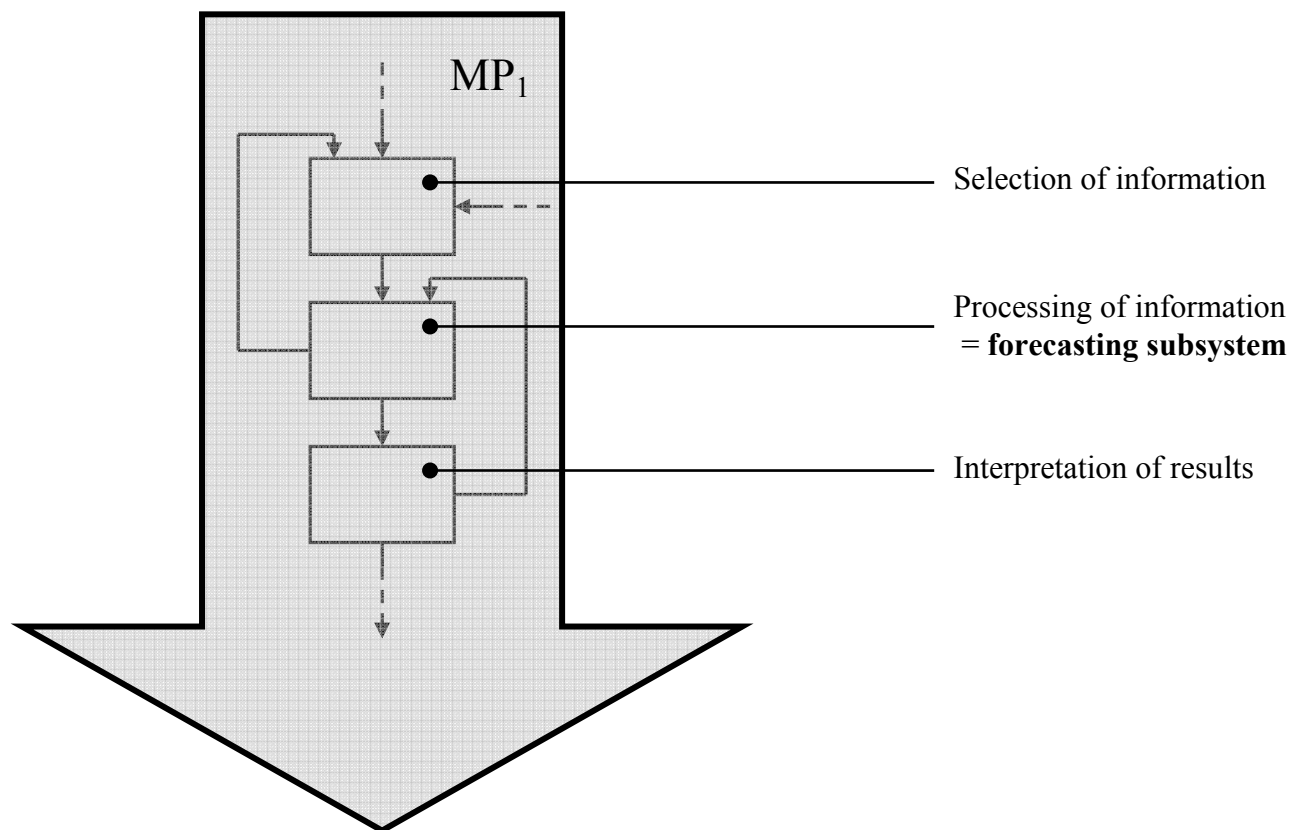 MP₁
Selection of information
Processing of information
= forecasting subsystem
Interpretation of results